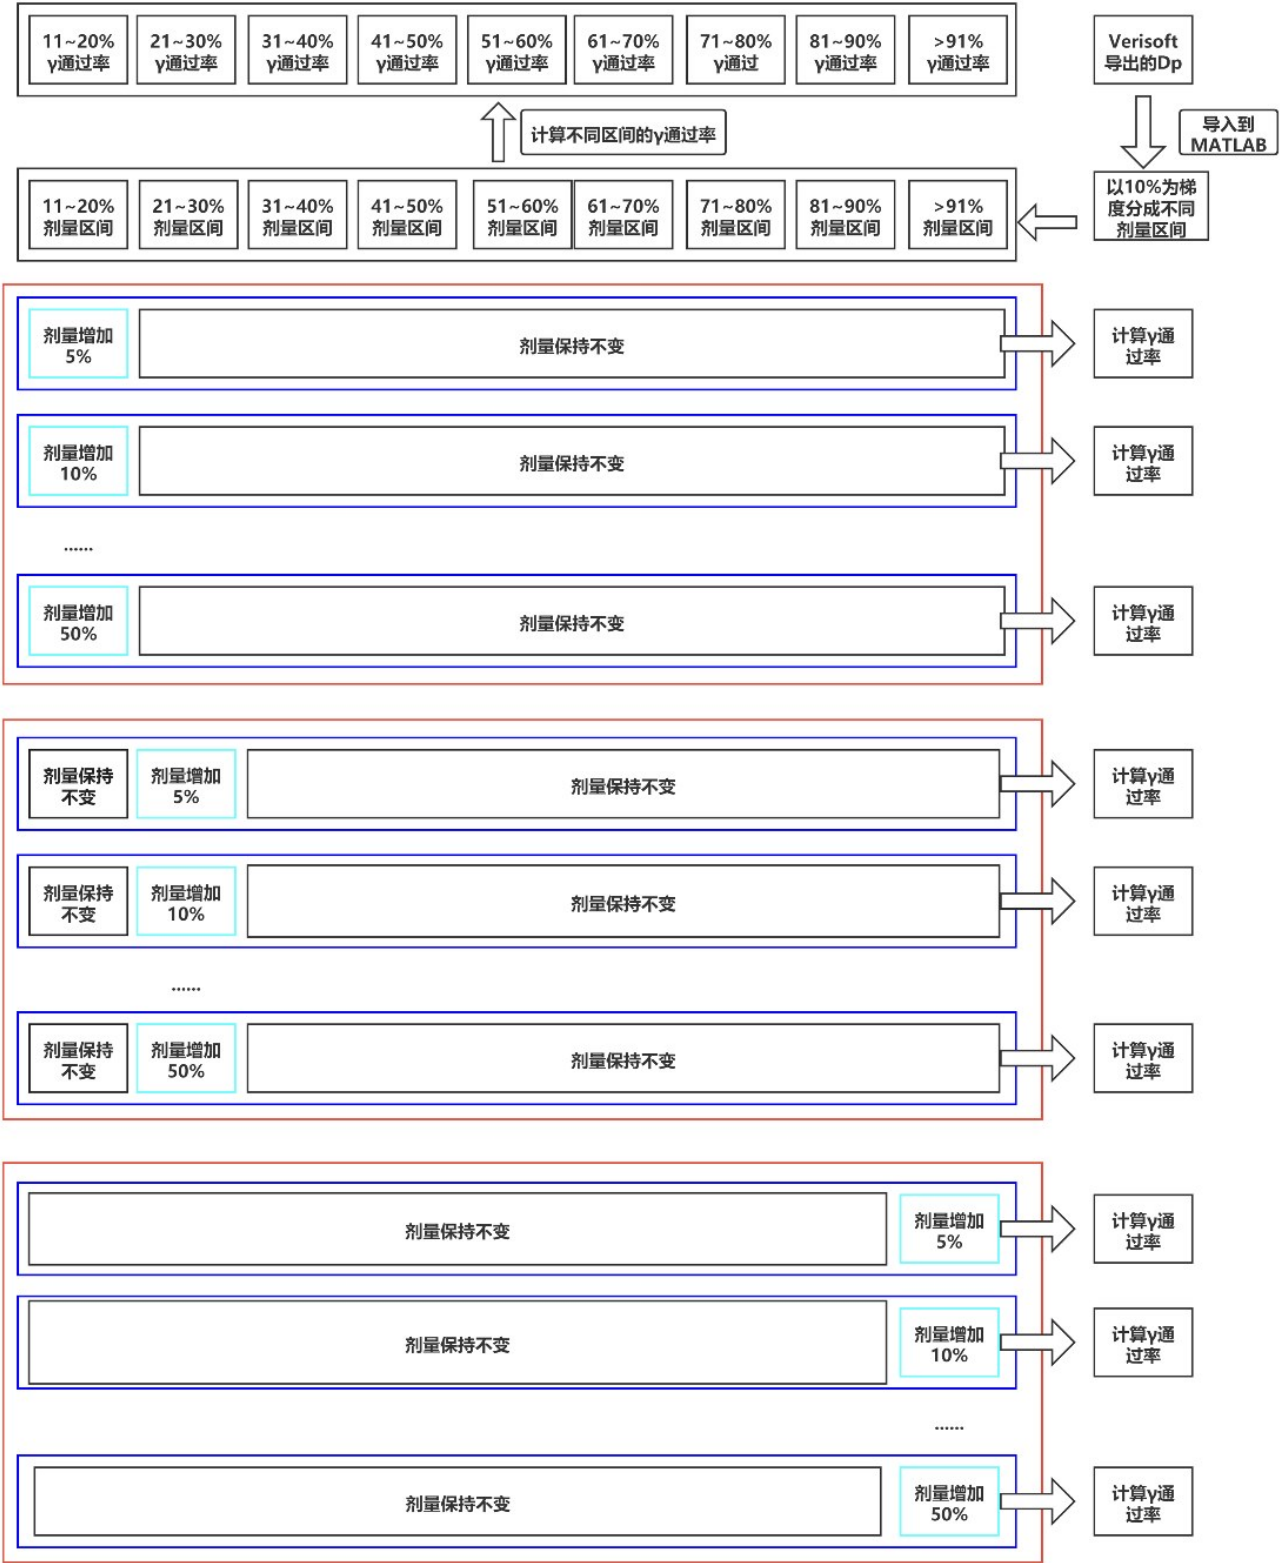 11~20%
γ通过率
21~30%
γ通过率
31~40%
γ通过率
41~50%
γ通过率
51~60%
γ通过率
61~70%
γ通过率
71~80%
γ通过
81~90%
γ通过率
>91%
γ通过率
Verisoft
导出的Dp
计算不同区间的γ通过率
导入到
MATLAB
11~20%
剂量区间
21~30%
剂量区间
31~40%
剂量区间
41~50%
剂量区间
51~60%
剂量区间
61~70%
剂量区间
71~80%
剂量区间
81~90%
剂量区间
>91%
剂量区间
以10%为梯
度分成不同
剂量区间
剂量增加
5%
剂量保持不变
计算γ通
过率
剂量增加
10%
剂量保持不变
计算γ通
过率
......
剂量增加
50%
剂量保持不变
计算γ通
过率
剂量保持
不变
剂量增加
5%
剂量保持不变
计算γ通
过率
剂量保持
不变
剂量增加
10%
剂量保持不变
计算γ通
过率
......
剂量保持
不变
剂量增加
50%
剂量保持不变
计算γ通
过率
剂量保持不变
剂量增加
5%
计算γ通
过率
剂量保持不变
剂量增加
10%
计算γ通
过率
......
剂量保持不变
剂量增加
50%
计算γ通
过率